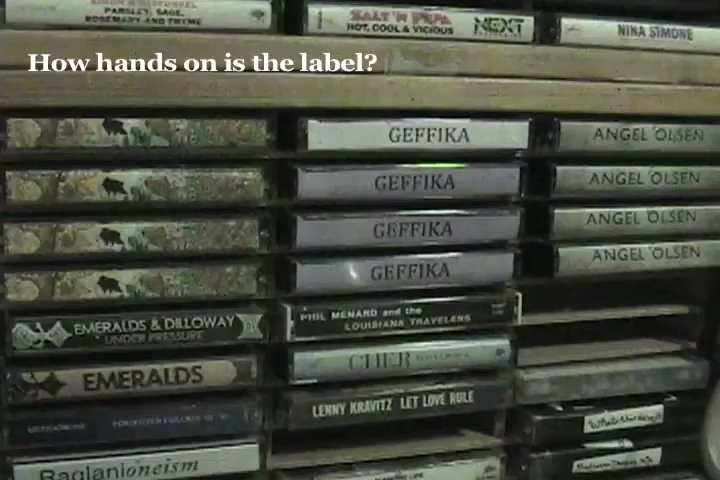 PARSLEY, SAGE,
ROSEMARY AND THYME
SALT 'N' PEPA
HOT, COOL & VICIOUS
NEXT
NINA SIMONE
How hands on is the label?
GEFFIKA
ANGEL OLSEN
GEFFIKA
ANGEL OLSEN
GEFFIKA
ANGEL OLSEN
GEFFIKA
ANGEL OLSEN
EMERALDS & DILLOWAY
UNDER PRESSURE
PHIL MENARD and the
LOUISIANA TRAVELERS
CHER
EMERALDS
LENNY KRAVITZ LET LOVE RULE
Raglanioneism